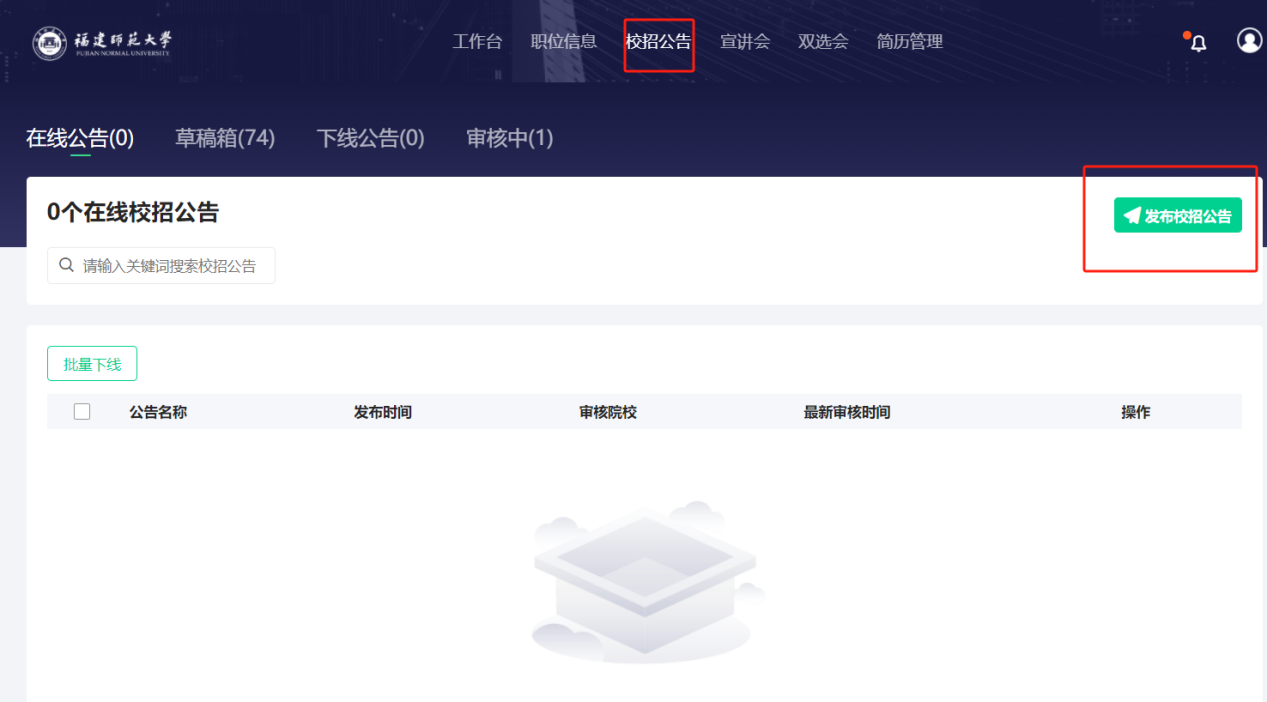 福建师范大学
FUJIAN NORMAL UNIVERSITY
工作台 职位信息 校招公告 宣讲会 双选会 简历管理
在线公告(0) 草稿箱(74) 下线公告(0) 审核中(1)
0个在线校招公告
发布校招公告
请输入关键词搜索校招公告
批量下线
公告名称 发布时间 审核院校 最新审核时间 操作